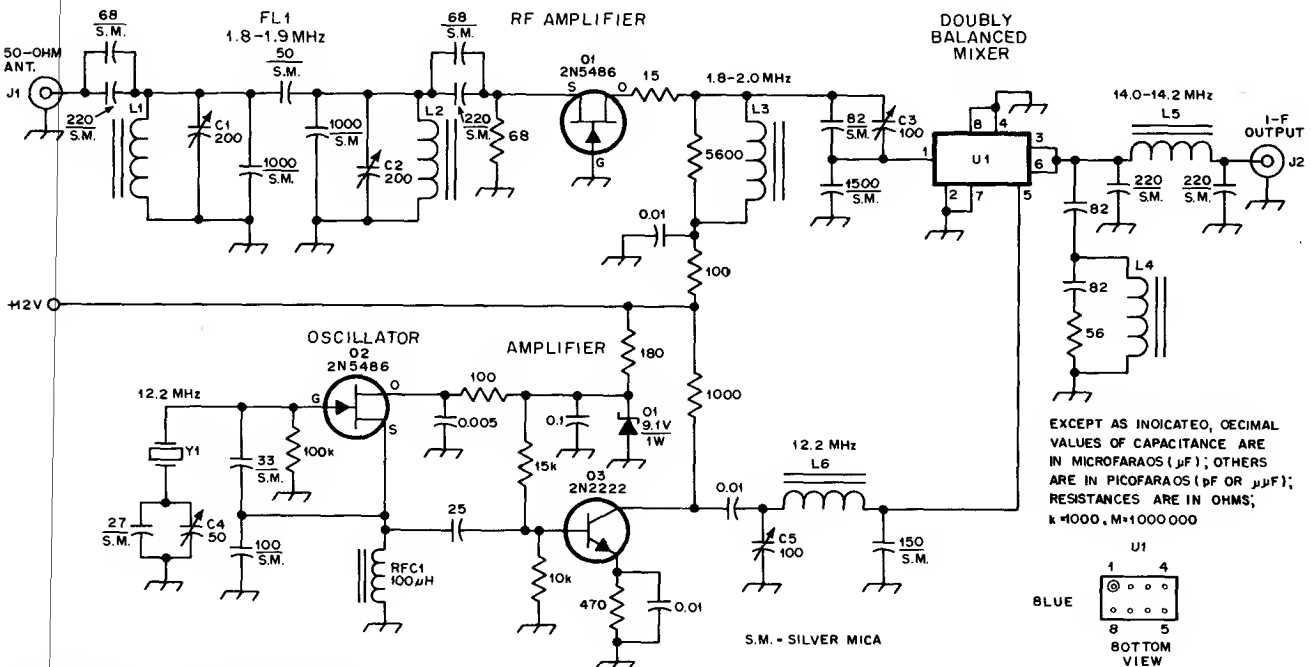 68
S.M.
FL1
1.8-1.9 MHz
RF AMPLIFIER
DOUBLY
BALANCED
MIXER
50-OHM
ANT.
J1
220
S.M.
L1
C1
200
1000
S.M.
50
S.M.
1000
S.M.
C2
200
L2
68
S.M.
220
S.M.
68
Q1
2N5486
S
D
G
15
1.8-2.0 MHz
5600
L3
82
S.M.
C3
100
1500
S.M.
0.01
100
8
4
1
U1
3
6
2
7
5
14.0-14.2 MHz
L5
I-F
OUTPUT
J2
220
S.M.
220
S.M.
82
82
L4
56
+12V
OSCILLATOR
Q2
2N5486
AMPLIFIER
12.2 MHz
Y1
G
D
S
100
180
1000
0.005
0.1
D1
9.1V
1W
33
S.M.
100k
15k
Q3
2N2222
27
S.M.
C4
50
100
S.M.
25
RFC1
100µH
10k
470
0.01
0.01
12.2 MHz
L6
C5
100
150
S.M.
S.M. = SILVER MICA
EXCEPT AS INDICATED, DECIMAL
VALUES OF CAPACITANCE ARE
IN MICROFARADS (µF); OTHERS
ARE IN PICOFARADS (pF OR µµF);
RESISTANCES ARE IN OHMS;
k=1000, M=1000 000
U1
1 4
BLUE
8 5
BOTTOM
VIEW